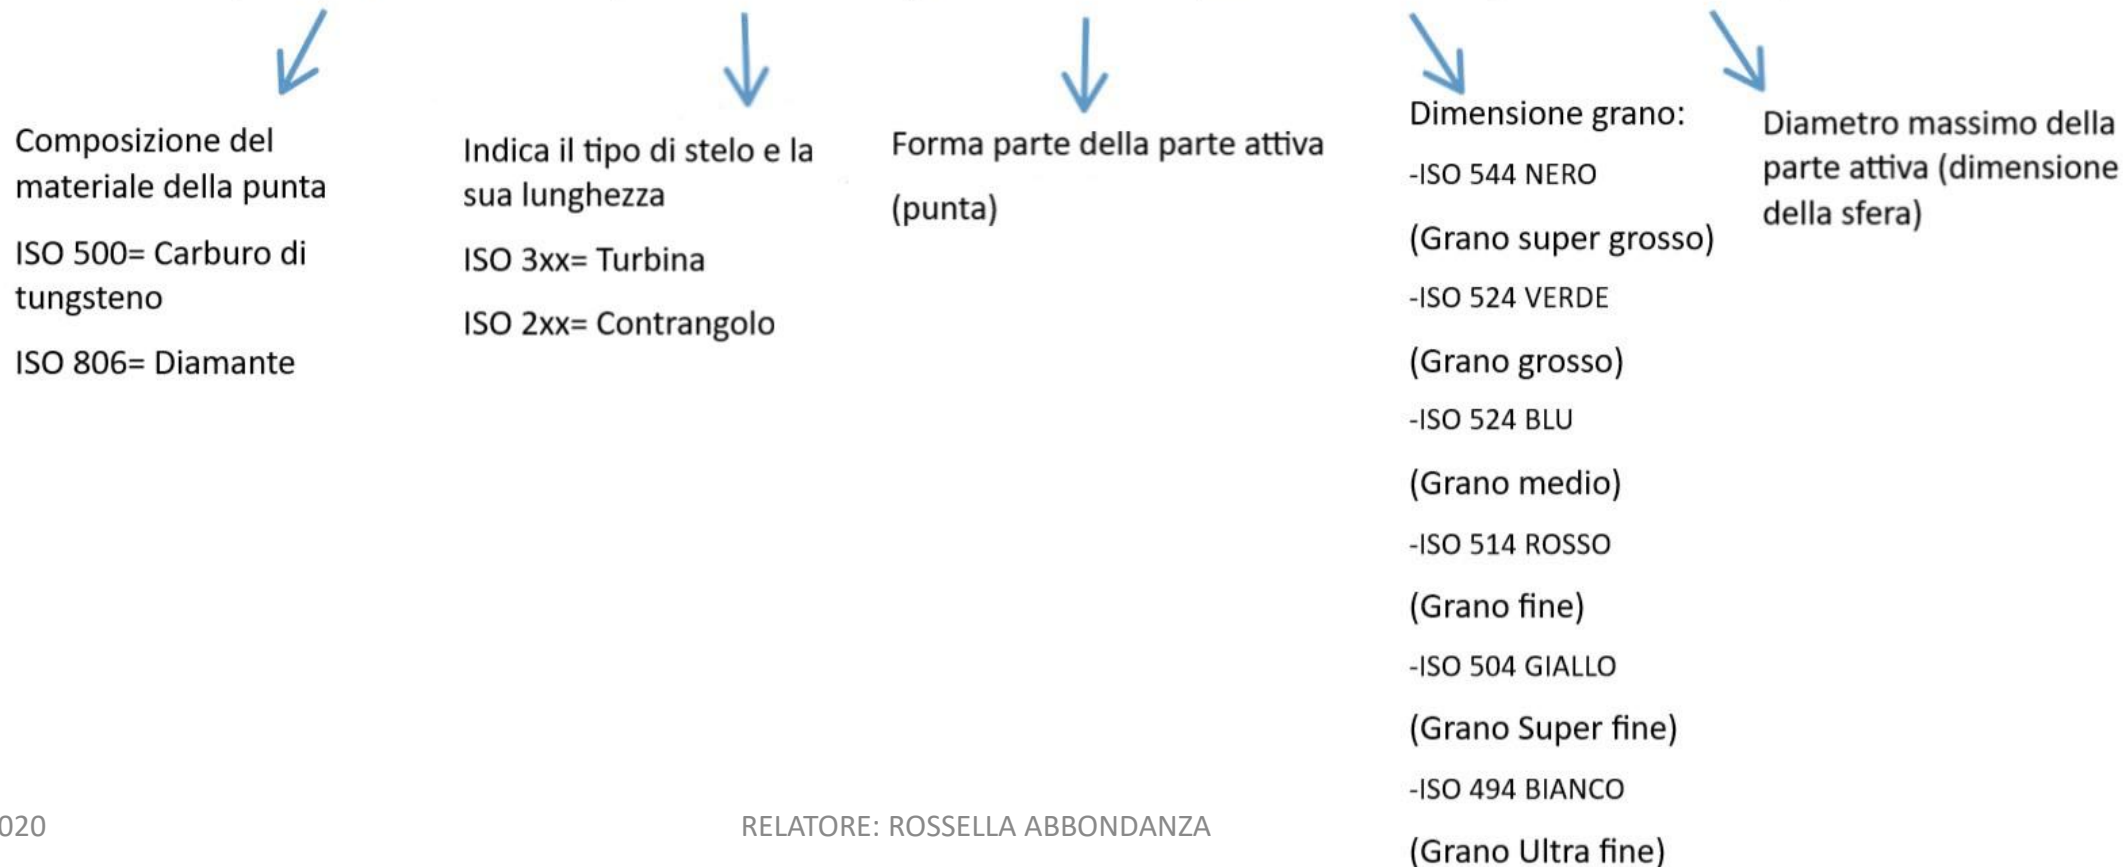 Composizione del
materiale della punta
ISO 500= Carburo di
tungsteno
ISO 806= Diamante
Indica il tipo di stelo e la
sua lunghezza
ISO 3xx= Turbina
ISO 2xx= Contrangolo
Forma parte della parte attiva
(punta)
Dimensione grano:
-ISO 544 NERO
(Grano super grosso)
-ISO 524 VERDE
(Grano grosso)
-ISO 524 BLU
(Grano medio)
-ISO 514 ROSSO
(Grano fine)
-ISO 504 GIALLO
(Grano Super fine)
-ISO 494 BIANCO
(Grano Ultra fine)
Diametro massimo della
parte attiva (dimensione
della sfera)
020
RELATORE: ROSSELLA ABBONDANZA